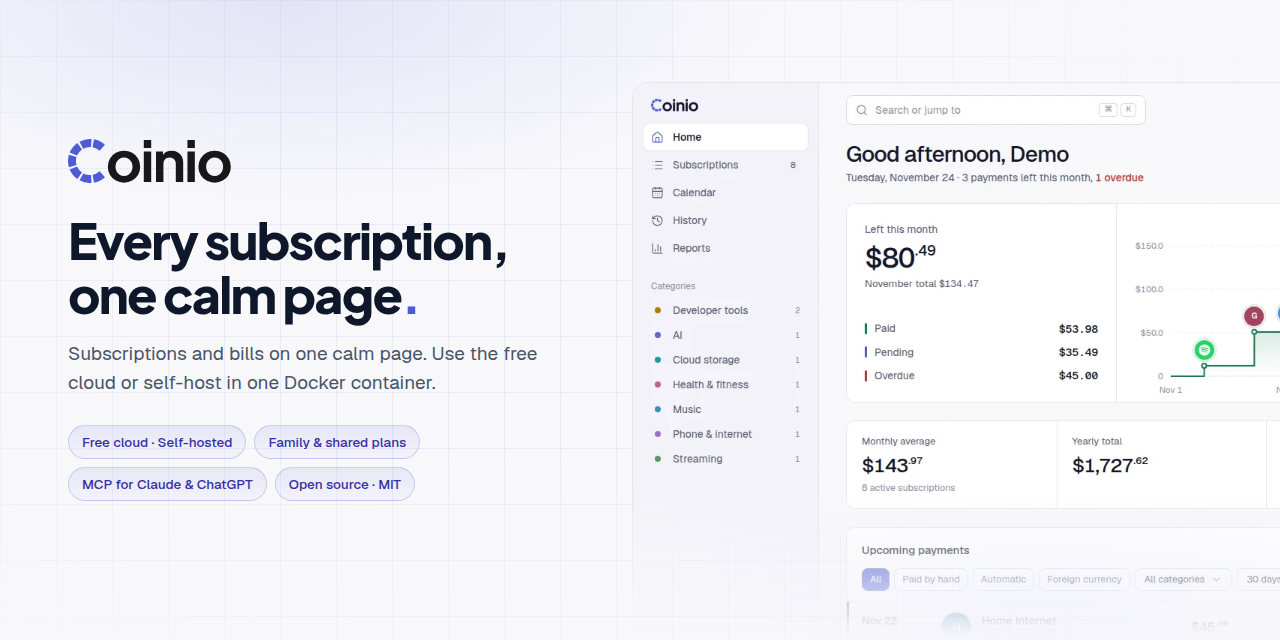 Coinio
Every subscription,
one calm page.
Subscriptions and bills on one calm page. Use the free
cloud or self-host in one Docker container.
Free cloud · Self-hosted
Family & shared plans
MCP for Claude & ChatGPT
Open source · MIT
Coinio
Home
Subscriptions 8
Calendar
History
Reports
Categories
Developer tools 2
AI 1
Cloud storage 1
Health & fitness 1
Music 1
Phone & internet 1
Streaming 1
Search or jump to ⌘ K
Good afternoon, Demo
Tuesday, November 24 · 3 payments left this month, 1 overdue
Left this month
$80.49
November total $134.47
Paid $53.98
Pending $35.49
Overdue $45.00
$150.0
$100.0
$50.0
0
G
Nov 1
Monthly average
$143.97
8 active subscriptions
Yearly total
$1,727.62
Upcoming payments
All
Paid by hand
Automatic
Foreign currency
All categories
30 days
Nov 22
H
Home Internet